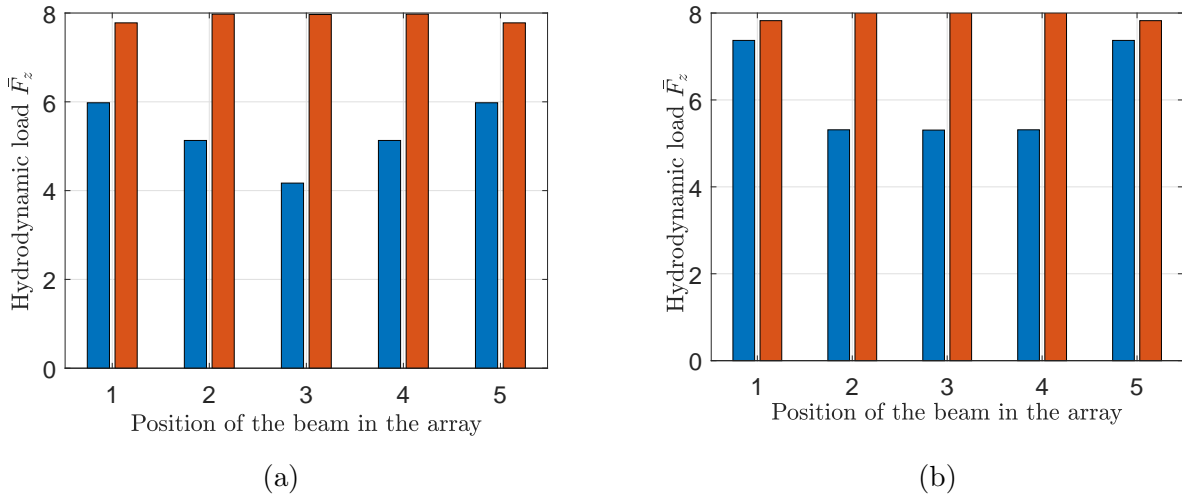 8
6
4
2
0
Hydrodynamic load F̄_z
1 2 3 4 5
Position of the beam in the array
(a)
8
6
4
2
0
Hydrodynamic load F̄_z
1 2 3 4 5
Position of the beam in the array
(b)